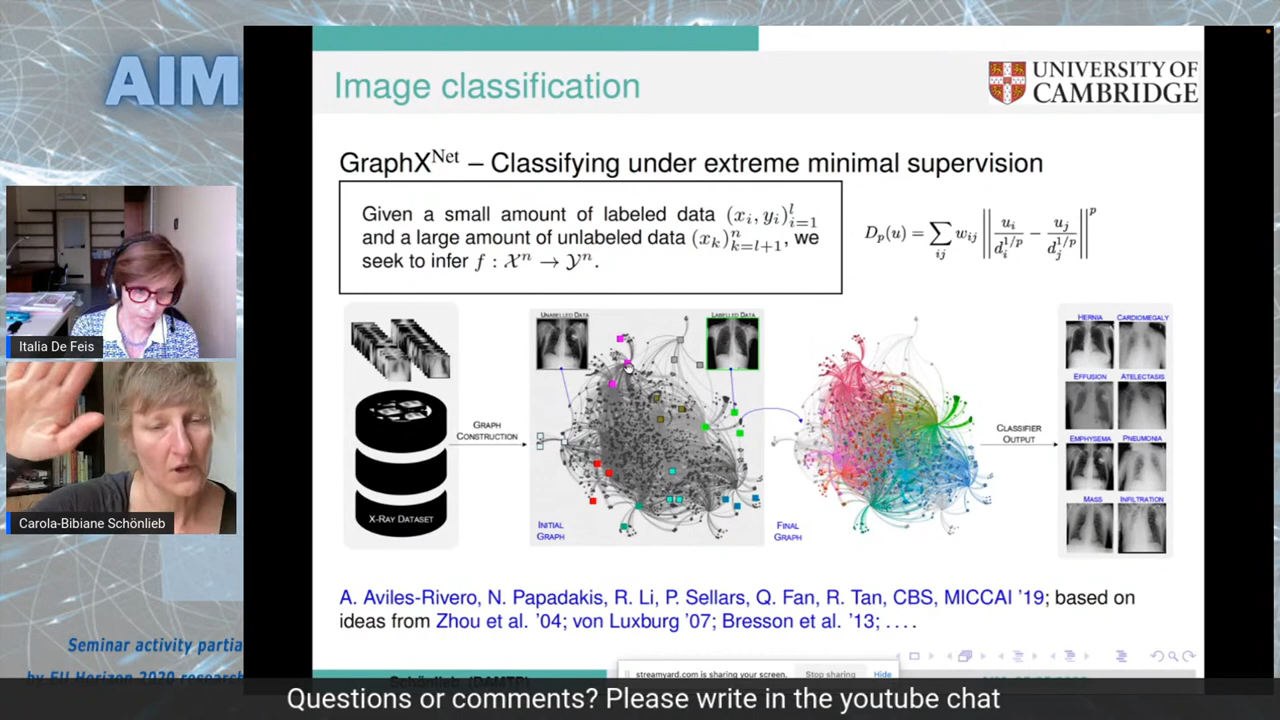 AIM
Image classification
UNIVERSITY OF
CAMBRIDGE
GraphX^Net – Classifying under extreme minimal supervision
Given a small amount of labeled data (x_i, y_i)_{i=1}^l
and a large amount of unlabeled data (x_k)_{k=l+1}^n, we
seek to infer f : X^n → Y^n.
D_p(u) = ∑_{ij} w_{ij} || u_i / d_i^{1/p} − u_j / d_j^{1/p} ||^p
UNLABELLED DATA
LABELLED DATA
HERNIA
CARDIOMEGALY
EFFUSION
ATELECTASIS
EMPHYSEMA
PNEUMONIA
MASS
INFILTRATION
GRAPH
CONSTRUCTION
CLASSIFIER
OUTPUT
X-RAY DATASET
INITIAL
GRAPH
FINAL
GRAPH
Italia De Feis
Carola-Bibiane Schönlieb
A. Aviles-Rivero, N. Papadakis, R. Li, P. Sellars, Q. Fan, R. Tan, CBS, MICCAI '19; based on
ideas from Zhou et al. '04; von Luxburg '07; Bresson et al. '13; ....
Seminar activity partia
by EU Horizon 2020 research
streamyard.com is sharing your screen.
Stop sharing
Hide
Questions or comments? Please write in the youtube chat